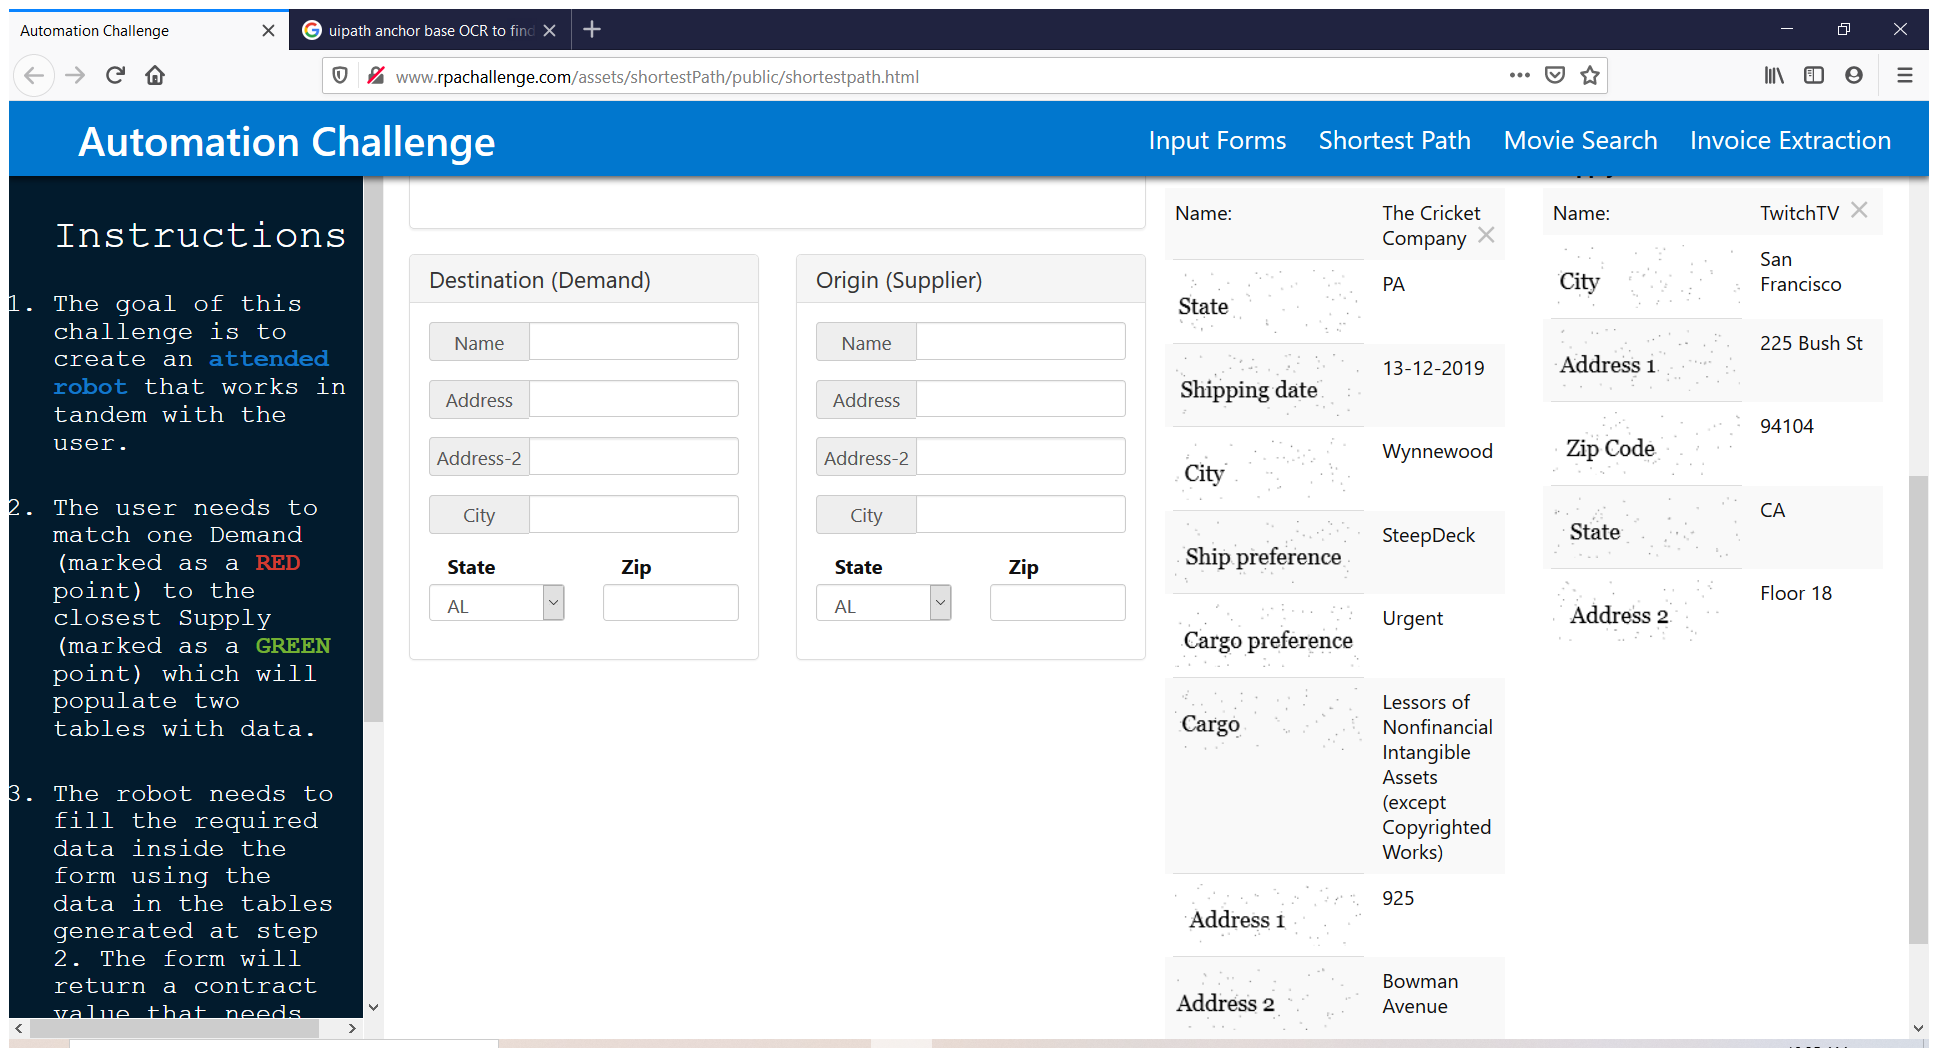 Automation Challenge
uipath anchor base OCR to find
www.rpachallenge.com/assets/shortestPath/public/shortestpath.html
Automation Challenge
Input Forms
Shortest Path
Movie Search
Invoice Extraction
Instructions
1. The goal of this
challenge is to
create an attended
robot that works in
tandem with the
user.
2. The user needs to
match one Demand
(marked as a RED
point) to the
closest Supply
(marked as a GREEN
point) which will
populate two
tables with data.
3. The robot needs to
fill the required
data inside the
form using the
data in the tables
generated at step
2. The form will
return a contract
value that needs
Destination (Demand)
Name
Address
Address-2
City
State
Zip
AL
Origin (Supplier)
Name
Address
Address-2
City
State
Zip
AL
Name:
The Cricket
Company
State
PA
Shipping date
13-12-2019
City
Wynnewood
Ship preference
SteepDeck
Cargo preference
Urgent
Cargo
Lessors of
Nonfinancial
Intangible
Assets
(except
Copyrighted
Works)
Address 1
925
Address 2
Bowman
Avenue
Name:
TwitchTV
City
San
Francisco
Address 1
225 Bush St
Zip Code
94104
State
CA
Address 2
Floor 18